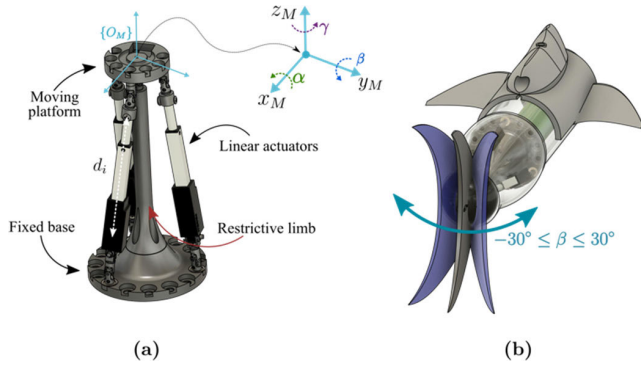 {O_M}
z_M
γ
β
y_M
α
x_M
Moving
platform
Linear actuators
d_i
Fixed base
Restrictive limb
−30° ≤ β ≤ 30°
(a)
(b)